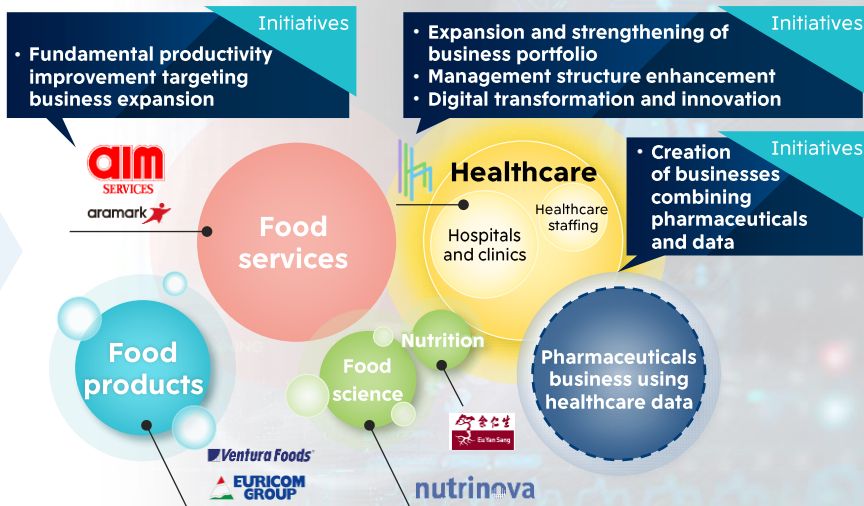 Initiatives
• Fundamental productivity
improvement targeting
business expansion
Initiatives
• Expansion and strengthening of
business portfolio
• Management structure enhancement
• Digital transformation and innovation
Initiatives
• Creation
of businesses
combining
pharmaceuticals
and data
aim
SERVICES
aramark
Food
services
Healthcare
Hospitals
and clinics
Healthcare
staffing
Food
products
Food
science
Nutrition
Pharmaceuticals
business using
healthcare data
余仁生
Eu Yan Sang
Ventura Foods
EURICOM
GROUP
nutrinova